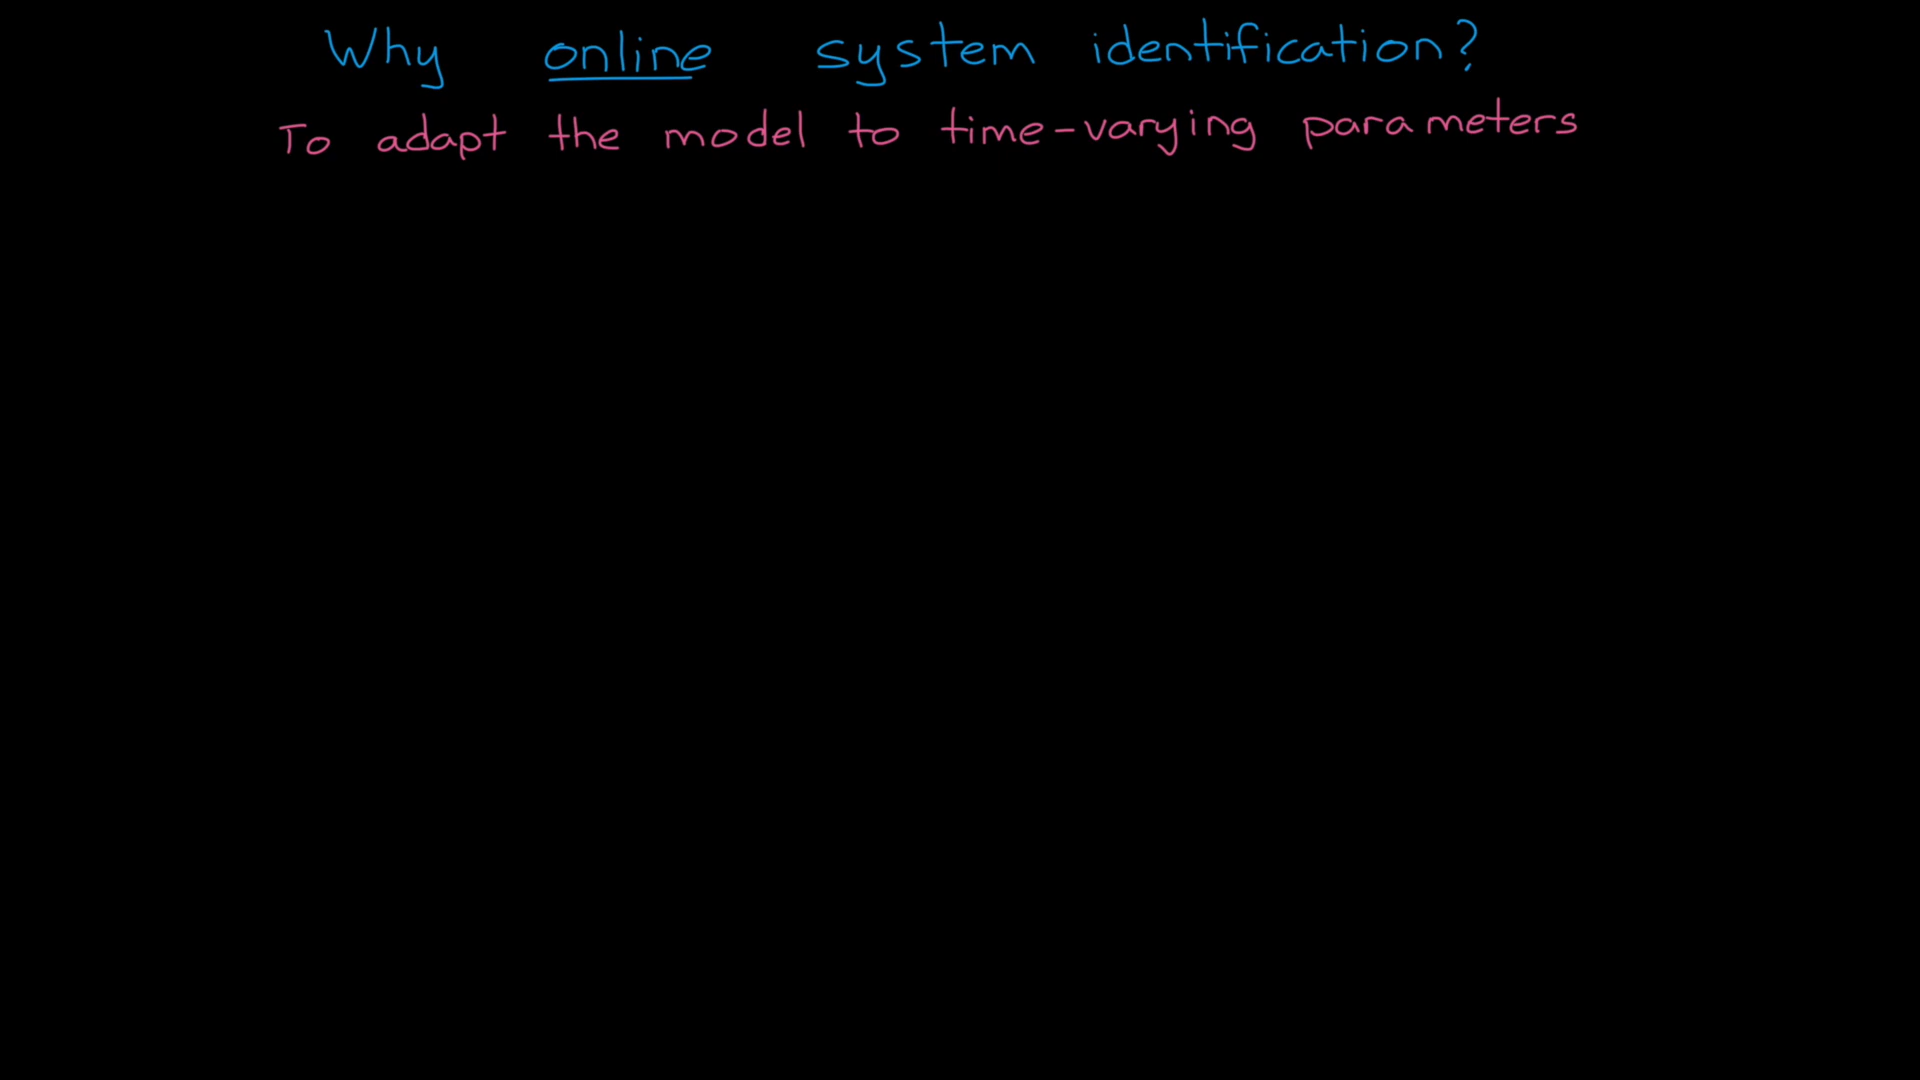 Why online system identification?
To adapt the model to time-varying parameters